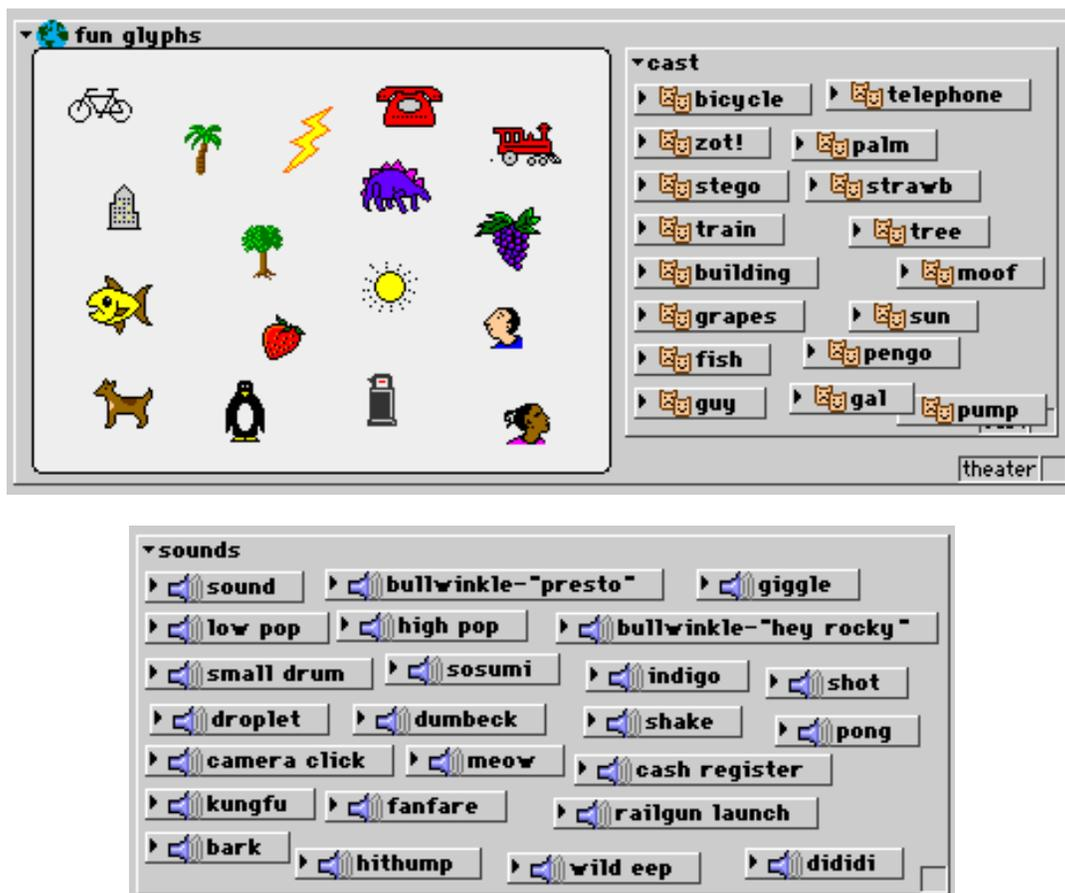 fun glyphs
cast
bicycle telephone
zot! palm
stego strawb
train tree
building moof
grapes sun
fish pengo
guy gal pump
theater
sounds
sound bullwinkle-"presto" giggle
low pop high pop bullwinkle-"hey rocky"
small drum sosumi indigo shot
droplet dumbeck shake pong
camera click meow cash register
kungfu fanfare railgun launch
bark hithump wild eep dididi